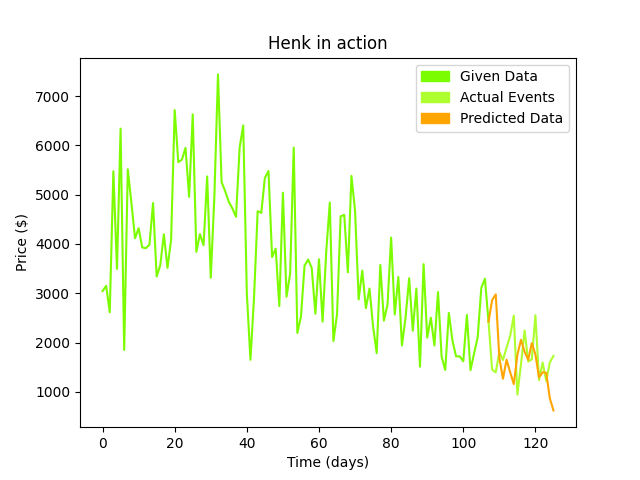 Henk in action
Given Data
Actual Events
Predicted Data
Price ($)
7000
6000
5000
4000
3000
2000
1000
0
20
40
60
80
100
120
Time (days)